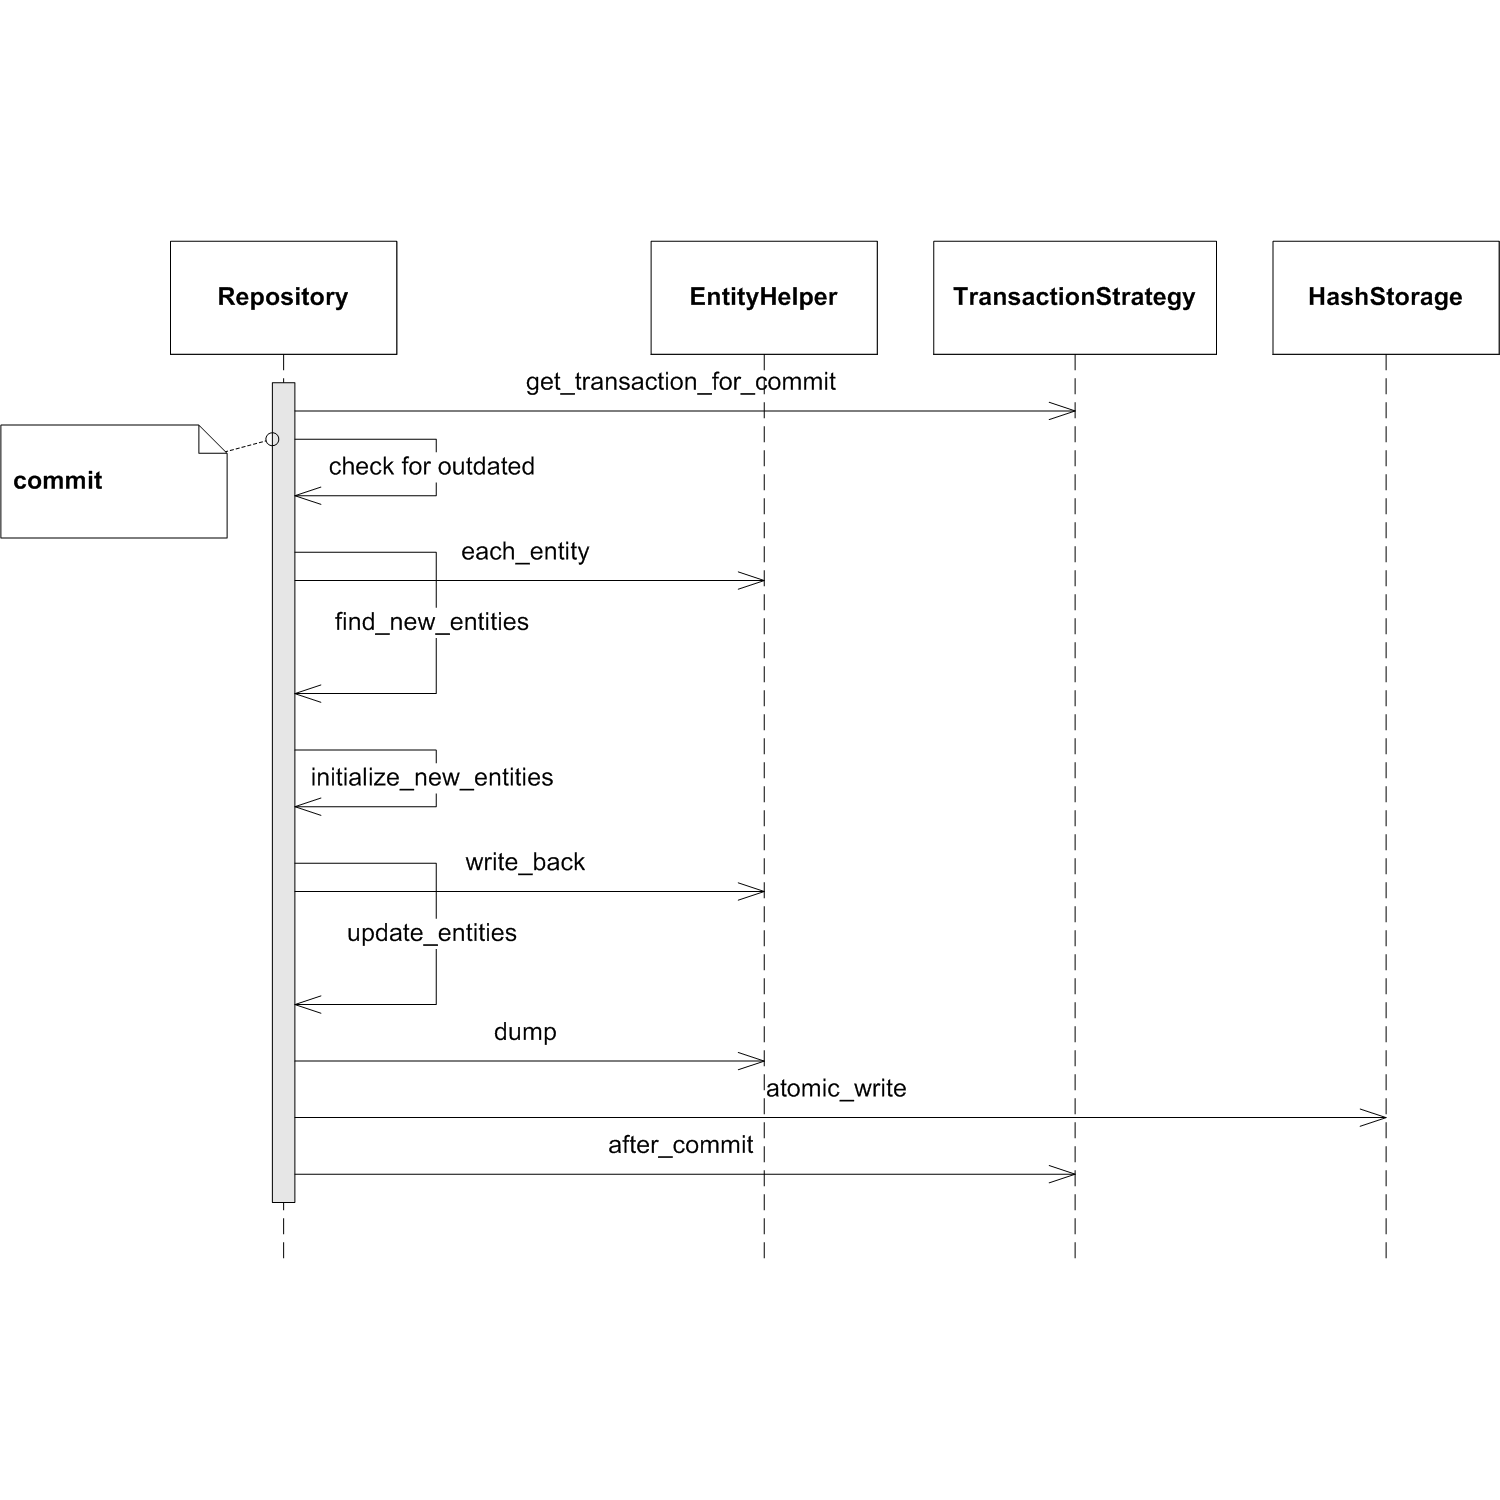 Repository
EntityHelper
TransactionStrategy
HashStorage
get_transaction_for_commit
commit
check for outdated
each_entity
find_new_entities
initialize_new_entities
write_back
update_entities
dump
atomic_write
after_commit